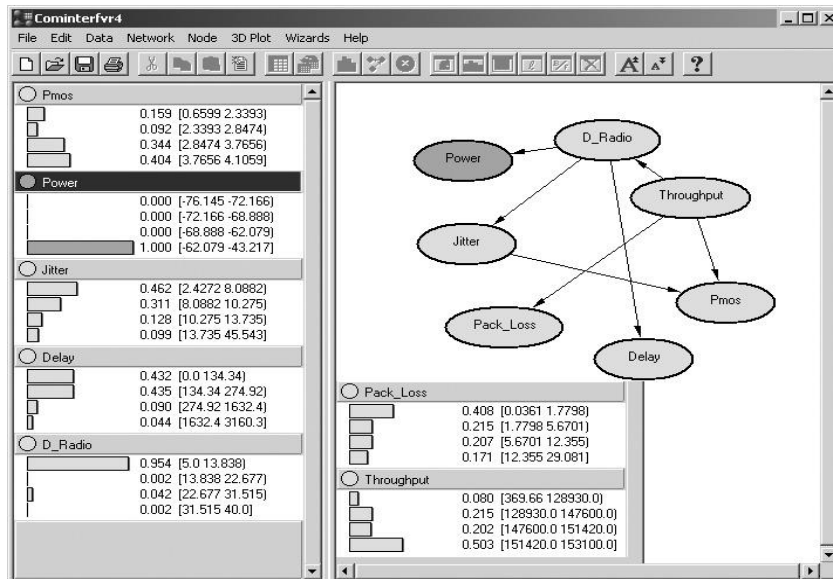 Cominterfvr4
File Edit Data Network Node 3D Plot Wizards Help
Pmos
0.159 [0.6599 2.3393)
0.092 [2.3393 2.8474)
0.344 [2.8474 3.7656)
0.404 [3.7656 4.1059)
Power
0.000 [-76.145 -72.166)
0.000 [-72.166 -68.888)
0.000 [-68.888 -62.079)
1.000 [-62.079 -43.217)
Jitter
0.462 [2.4272 8.0882)
0.311 [8.0882 10.275)
0.128 [10.275 13.735)
0.099 [13.735 45.543)
Delay
0.432 [0.0 134.34)
0.435 [134.34 274.92)
0.090 [274.92 1632.4)
0.044 [1632.4 3160.3)
D_Radio
0.954 [5.0 13.838)
0.002 [13.838 22.677)
0.042 [22.677 31.515)
0.002 [31.515 40.0)
D_Radio
Power
Throughput
Jitter
Pmos
Pack_Loss
Delay
Pack_Loss
0.408 [0.0361 1.7798)
0.215 [1.7798 5.6701)
0.207 [5.6701 12.355)
0.171 [12.355 29.081)
Throughput
0.080 [369.66 128930.0)
0.215 [128930.0 147600.0)
0.202 [147600.0 151420.0)
0.503 [151420.0 153100.0)